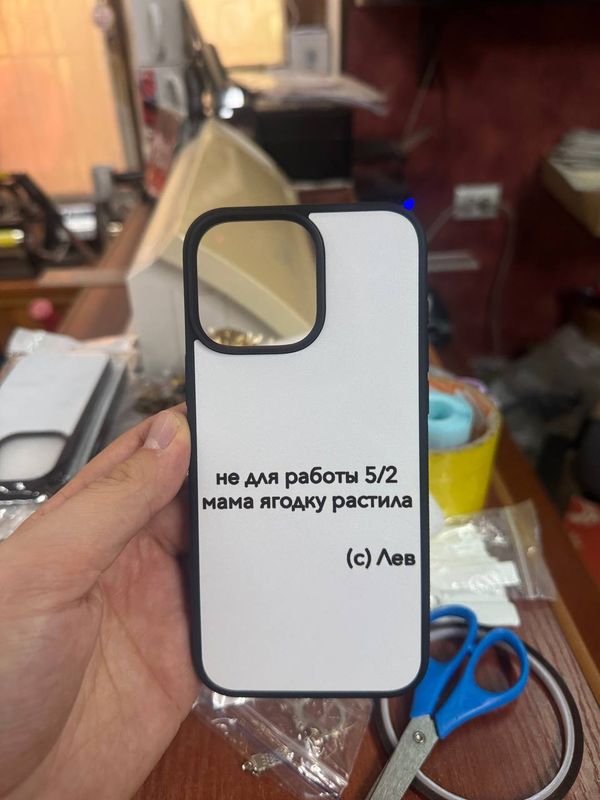 не для работы 5/2
мама ягодку растила
(c) Лев